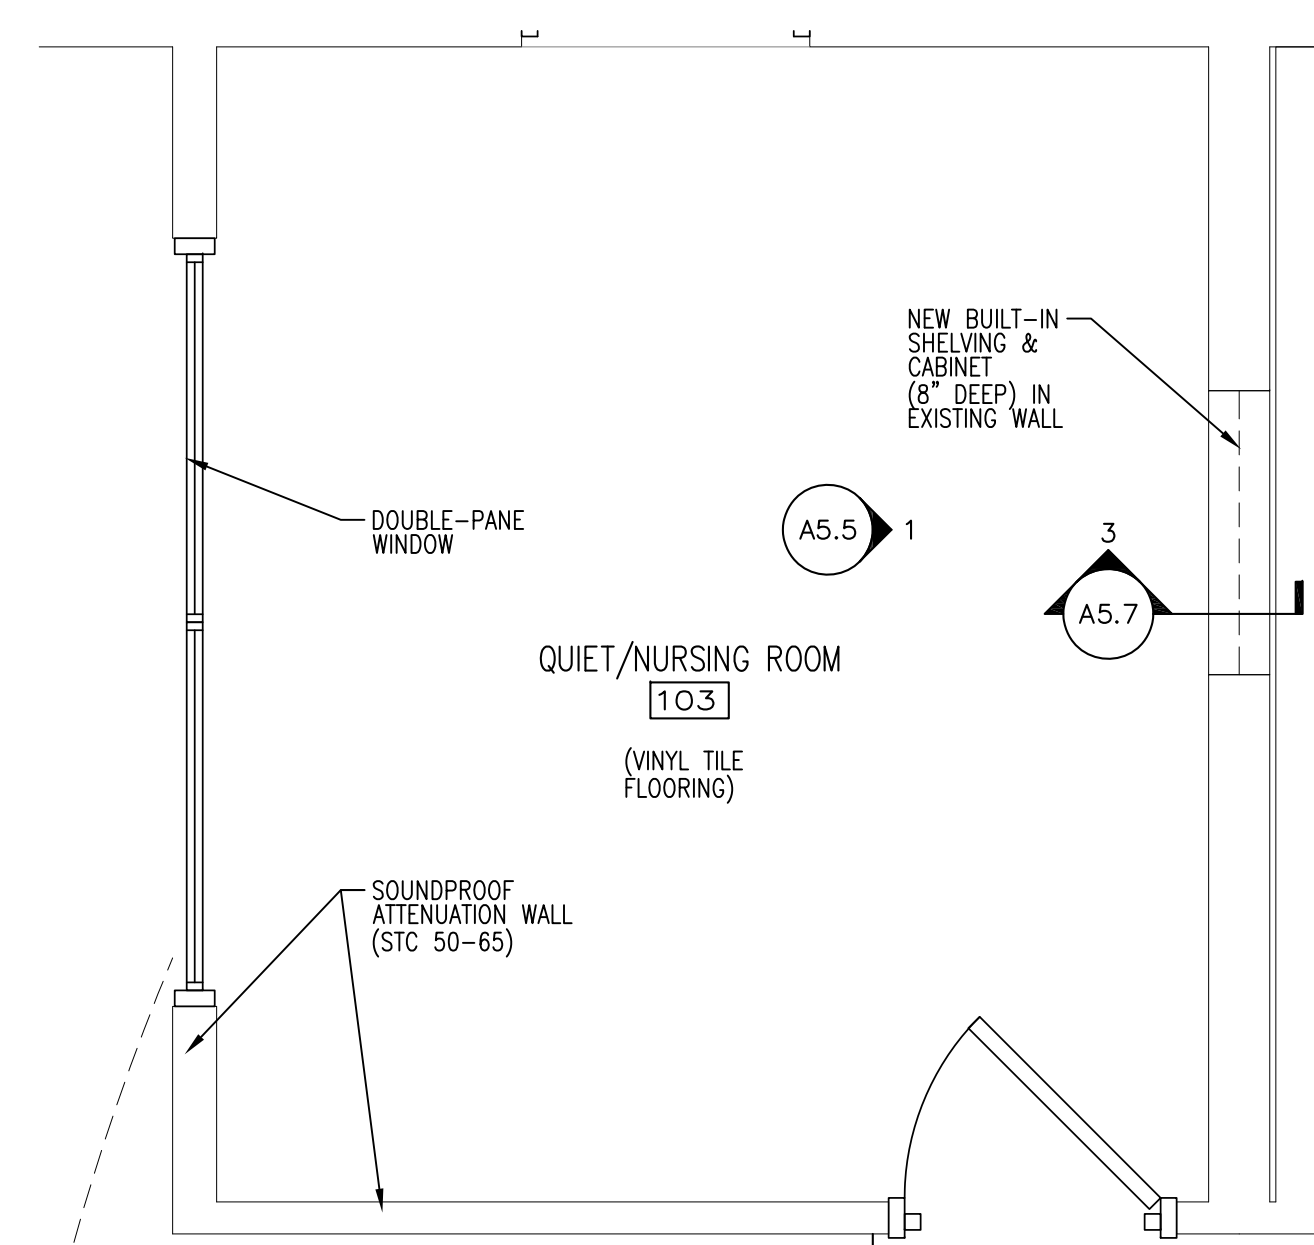 NEW BUILT-IN
SHELVING &
CABINET
(8" DEEP) IN
EXISTING WALL
DOUBLE-PANE
WINDOW
A5.5
1
3
A5.7
QUIET/NURSING ROOM
103
(VINYL TILE
FLOORING)
SOUNDPROOF
ATTENUATION WALL
(STC 50-65)